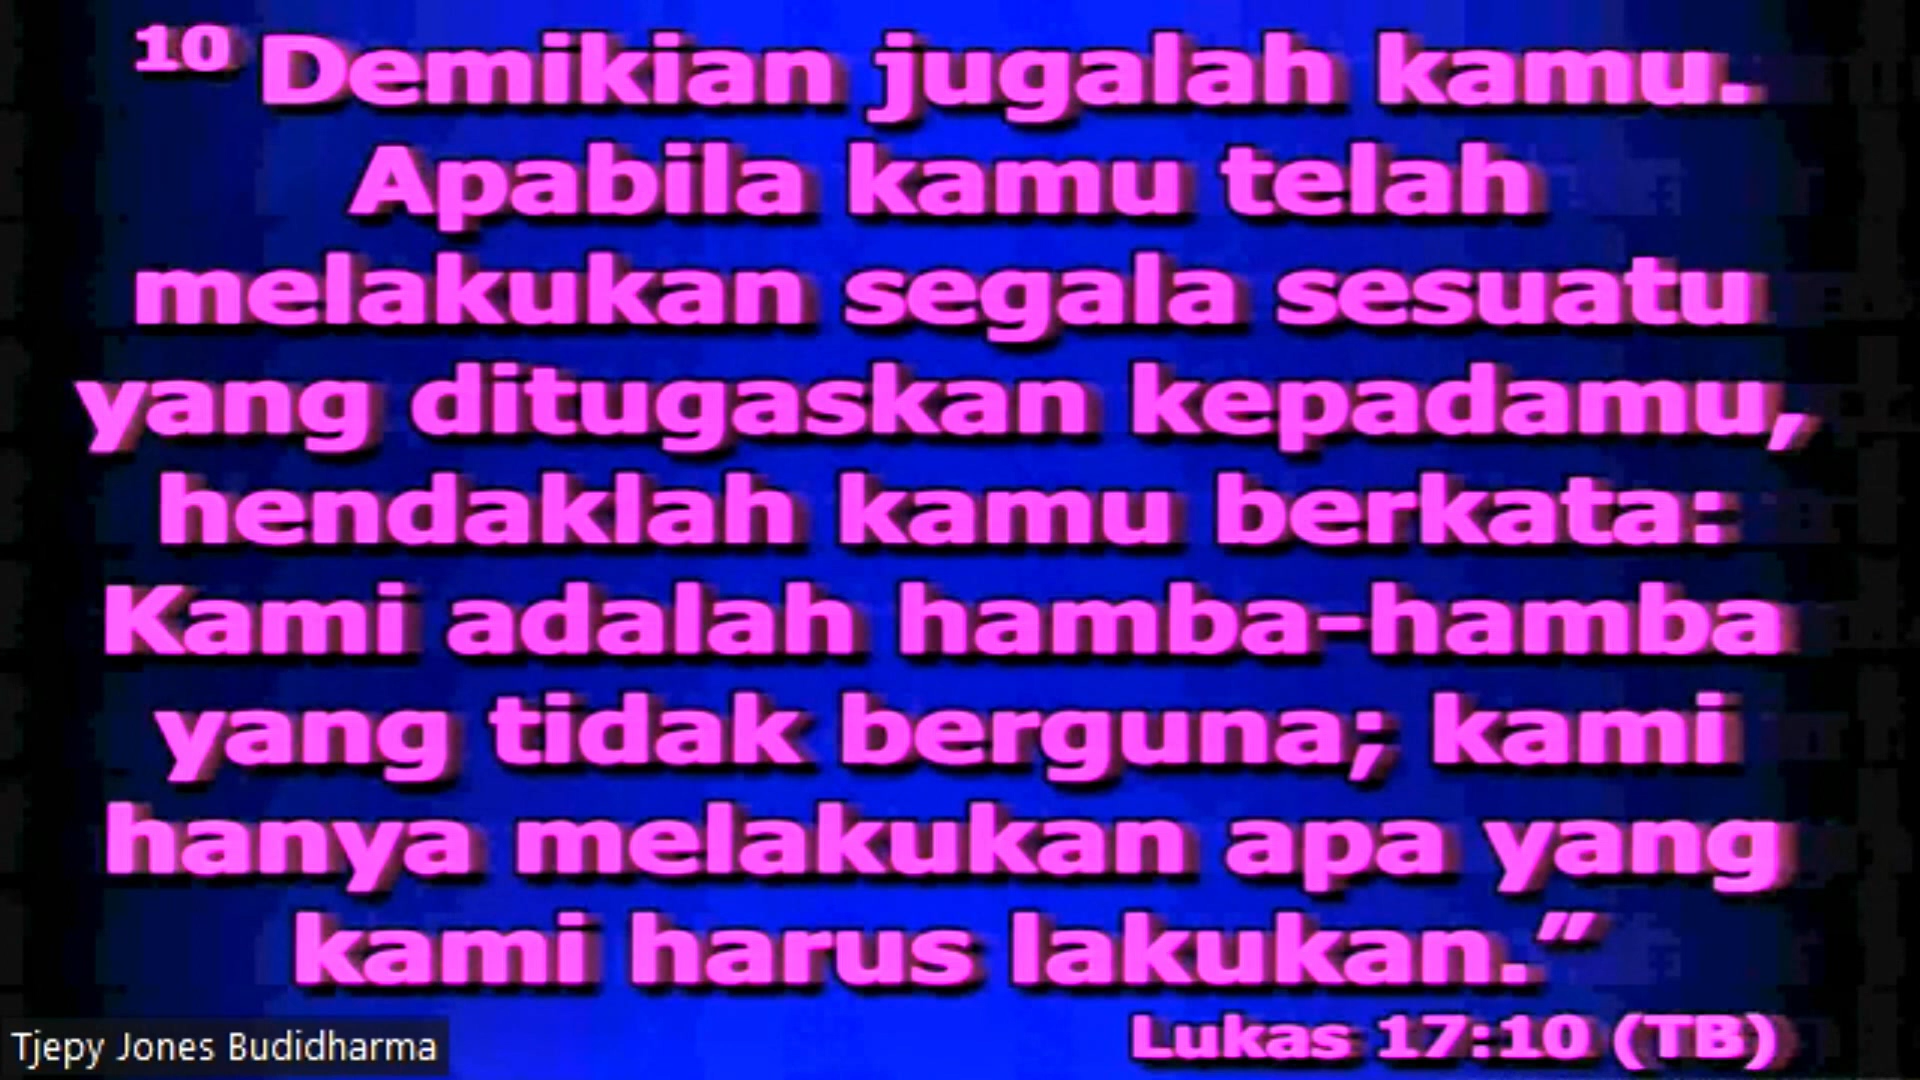 10 Demikian jugalah kamu.
Apabila kamu telah
melakukan segala sesuatu
yang ditugaskan kepadamu,
hendaklah kamu berkata:
Kami adalah hamba-hamba
yang tidak berguna; kami
hanya melakukan apa yang
kami harus lakukan.”
Lukas 17:10 (TB)
Tjepy Jones Budidharma